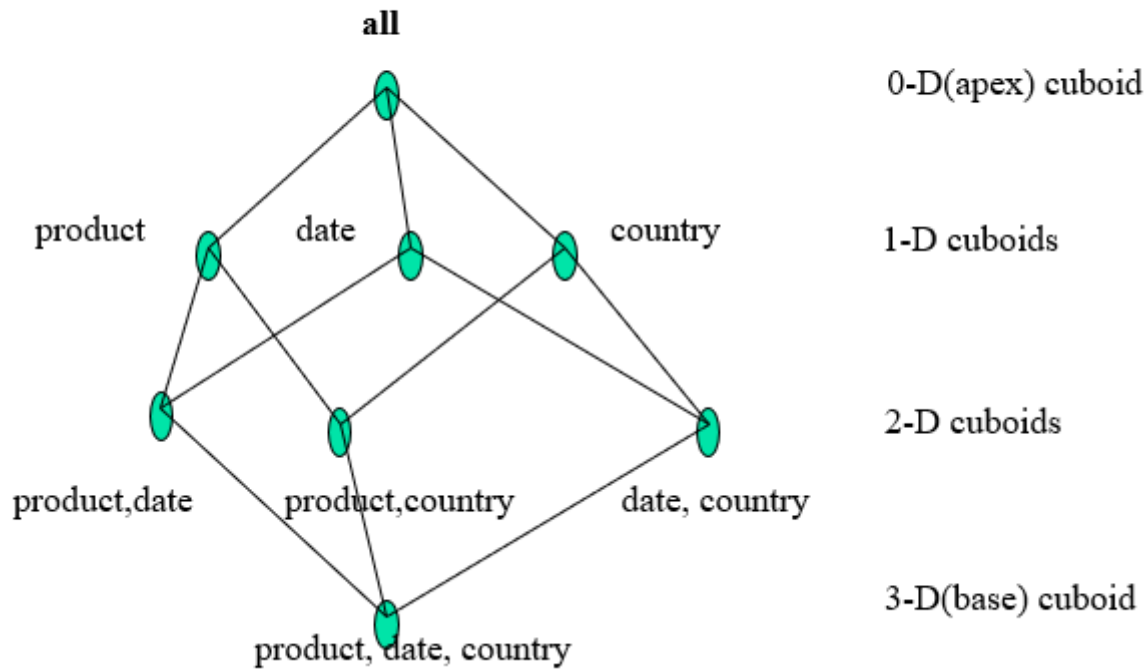 all
0-D(apex) cuboid
product date country
1-D cuboids
2-D cuboids
product,date product,country date, country
3-D(base) cuboid
product, date, country